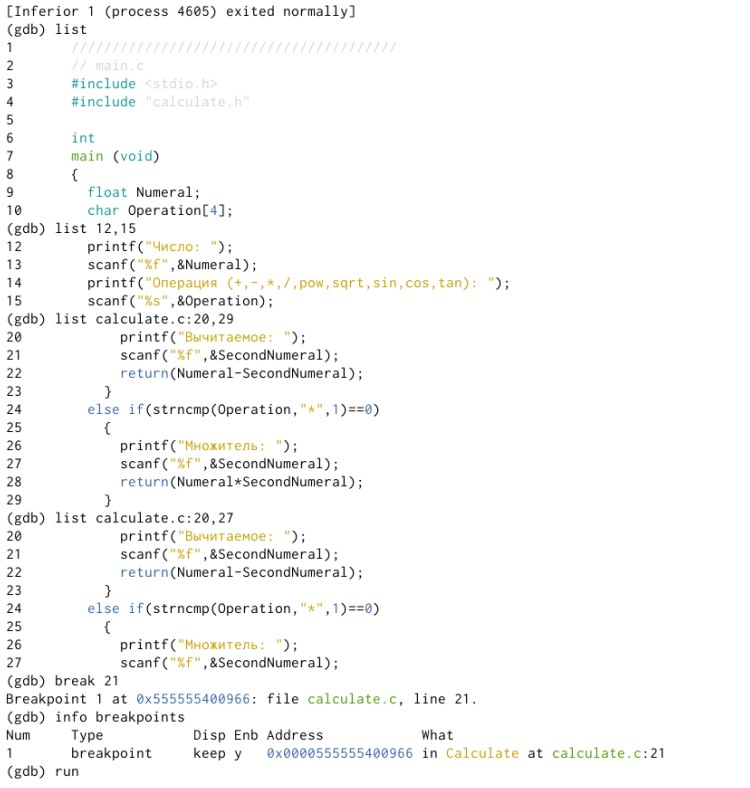 [Inferior 1 (process 4605) exited normally]
(gdb) list
1       ////////////////////////////////////////
2       // main.c
3       #include <stdio.h>
4       #include "calculate.h"
5
6       int
7       main (void)
8       {
9         float Numeral;
10        char Operation[4];
(gdb) list 12,15
12        printf("Число: ");
13        scanf("%f",&Numeral);
14        printf("Операция (+,-,*,/,pow,sqrt,sin,cos,tan): ");
15        scanf("%s",&Operation);
(gdb) list calculate.c:20,29
20            printf("Вычитаемое: ");
21            scanf("%f",&SecondNumeral);
22            return(Numeral-SecondNumeral);
23          }
24        else if(strncmp(Operation,"*",1)==0)
25          {
26            printf("Множитель: ");
27            scanf("%f",&SecondNumeral);
28            return(Numeral*SecondNumeral);
29          }
(gdb) list calculate.c:20,27
20            printf("Вычитаемое: ");
21            scanf("%f",&SecondNumeral);
22            return(Numeral-SecondNumeral);
23          }
24        else if(strncmp(Operation,"*",1)==0)
25          {
26            printf("Множитель: ");
27            scanf("%f",&SecondNumeral);
(gdb) break 21
Breakpoint 1 at 0x555555400966: file calculate.c, line 21.
(gdb) info breakpoints
Num     Type           Disp Enb Address            What
1       breakpoint     keep y   0x0000555555400966 in Calculate at calculate.c:21
(gdb) run